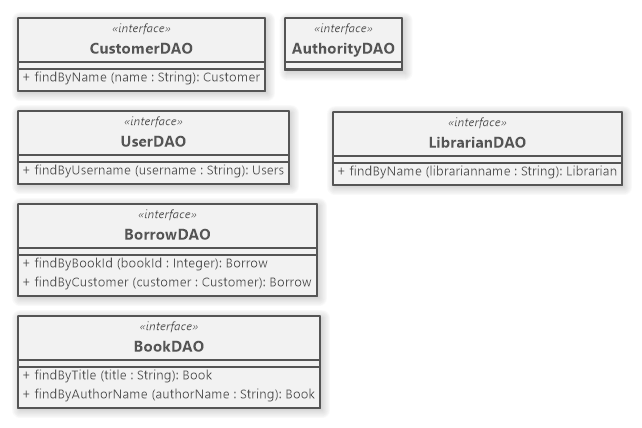 «interface»
CustomerDAO
+ findByName (name : String): Customer
«interface»
AuthorityDAO
«interface»
UserDAO
+ findByUsername (username : String): Users
«interface»
LibrarianDAO
+ findByName (librarianname : String): Librarian
«interface»
BorrowDAO
+ findByBookId (bookId : Integer): Borrow
+ findByCustomer (customer : Customer): Borrow
«interface»
BookDAO
+ findByTitle (title : String): Book
+ findByAuthorName (authorName : String): Book